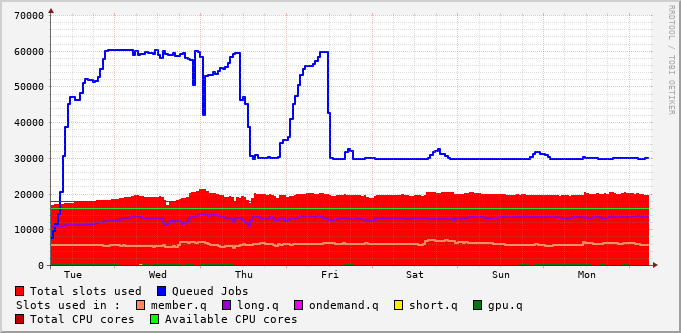 70000
60000
50000
40000
30000
20000
10000
0
Tue Wed Thu Fri Sat Sun Mon
Total slots used Queued Jobs
Slots used in : member.q long.q ondemand.q short.q gpu.q
Total CPU cores Available CPU cores
RRDTOOL / TOBI OETIKER